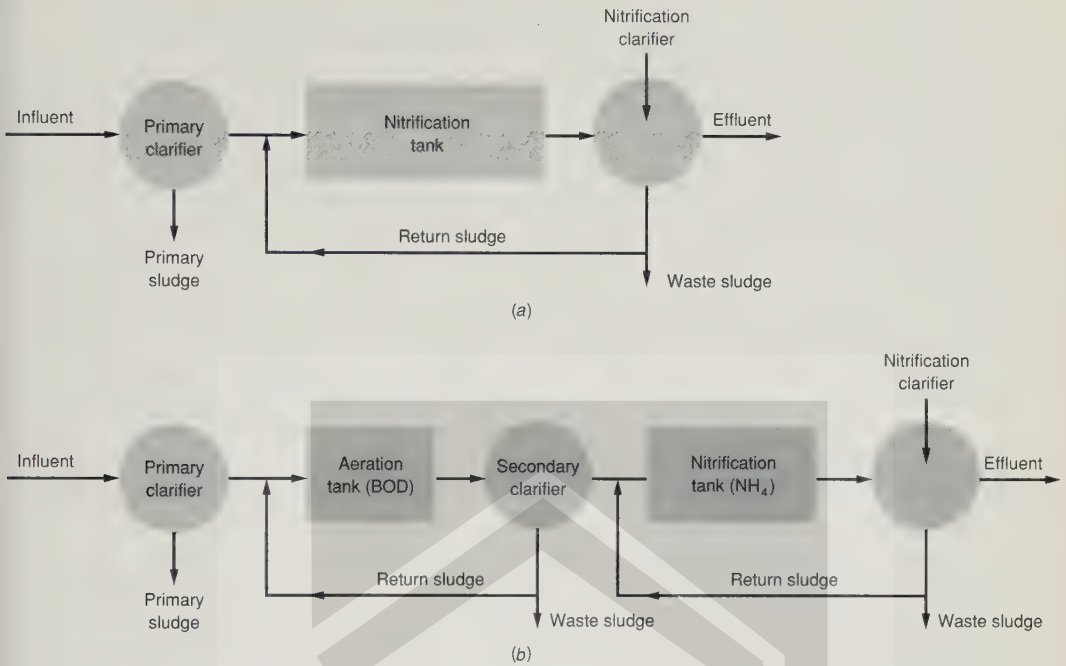 Nitrification
clarifier
Influent
Primary
clarifier
Nitrification
tank
Effluent
Return sludge
Primary
sludge
Waste sludge
(a)
Nitrification
clarifier
Influent
Primary
clarifier
Aeration
tank (BOD)
Secondary
clarifier
Nitrification
tank (NH₄)
Effluent
Return sludge
Return sludge
Primary
sludge
Waste sludge
Waste sludge
(b)